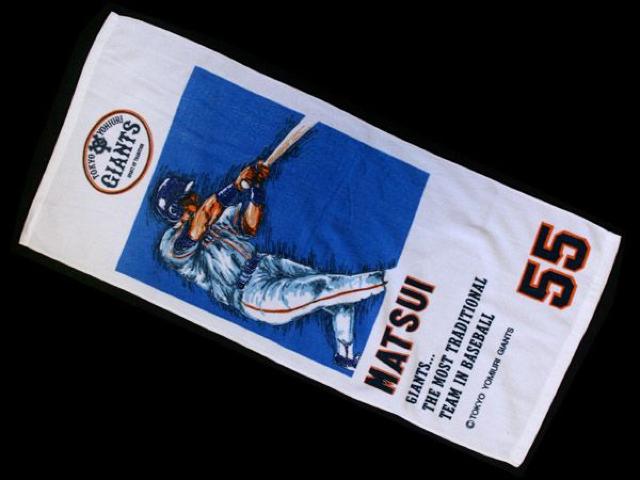 TOKYO YOMIURI
GIANTS
MATSUI
55
GIANTS...
THE MOST TRADITIONAL
TEAM IN BASEBALL
©TOKYO YOMIURI GIANTS